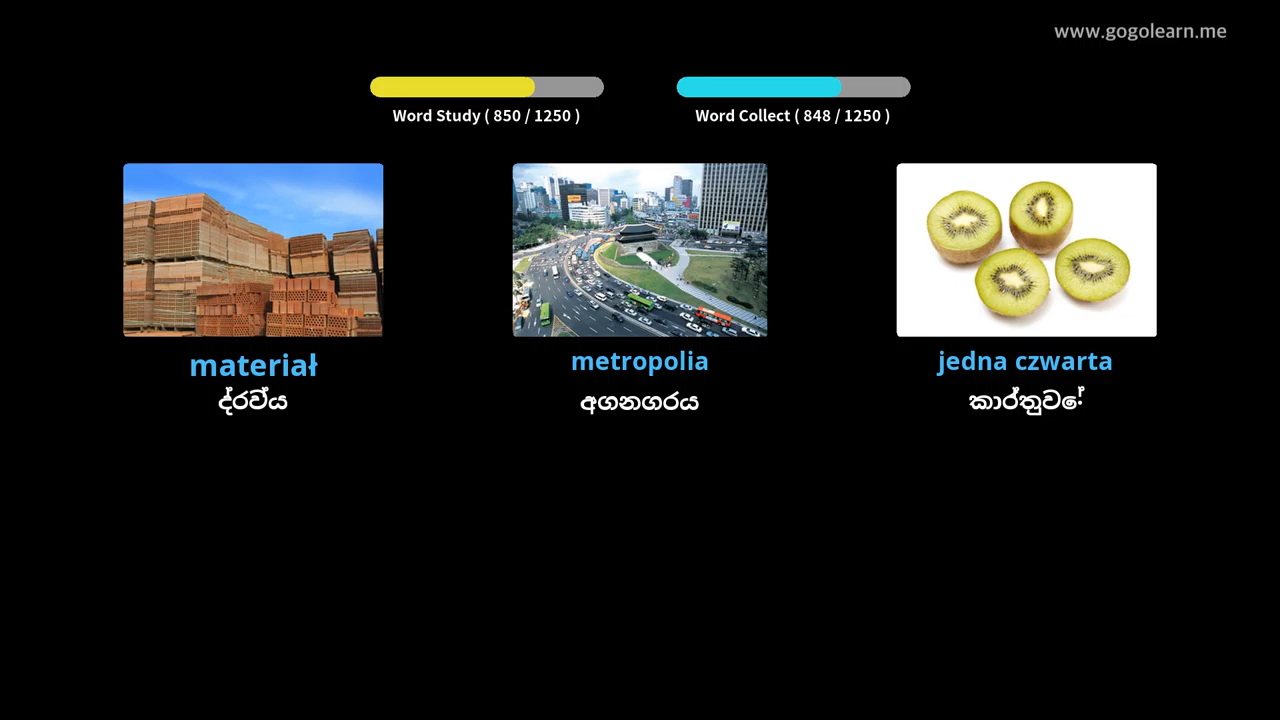 www.gogolearn.me
Word Study ( 850 / 1250 )
Word Collect ( 848 / 1250 )
materiał
metropolia
jedna czwarta
ද්රව්ය
අගනගරය
කාර්තුවේ!